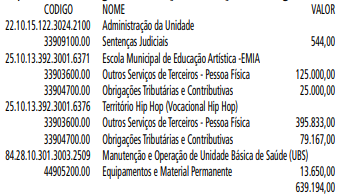 CODIGO NOME VALOR
22.10.15.122.3024.2100 Administração da Unidade
33909100.00 Sentenças Judiciais 544,00
25.10.13.392.3001.6371 Escola Municipal de Educação Artística -EMIA
33903600.00 Outros Serviços de Terceiros - Pessoa Física 125.000,00
33904700.00 Obrigações Tributárias e Contributivas 25.000,00
25.10.13.392.3001.6376 Território Hip Hop (Vocacional Hip Hop)
33903600.00 Outros Serviços de Terceiros - Pessoa Física 395.833,00
33904700.00 Obrigações Tributárias e Contributivas 79.167,00
84.28.10.301.3003.2509 Manutenção e Operação de Unidade Básica de Saúde (UBS)
44905200.00 Equipamentos e Material Permanente 13.650,00
639.194,00